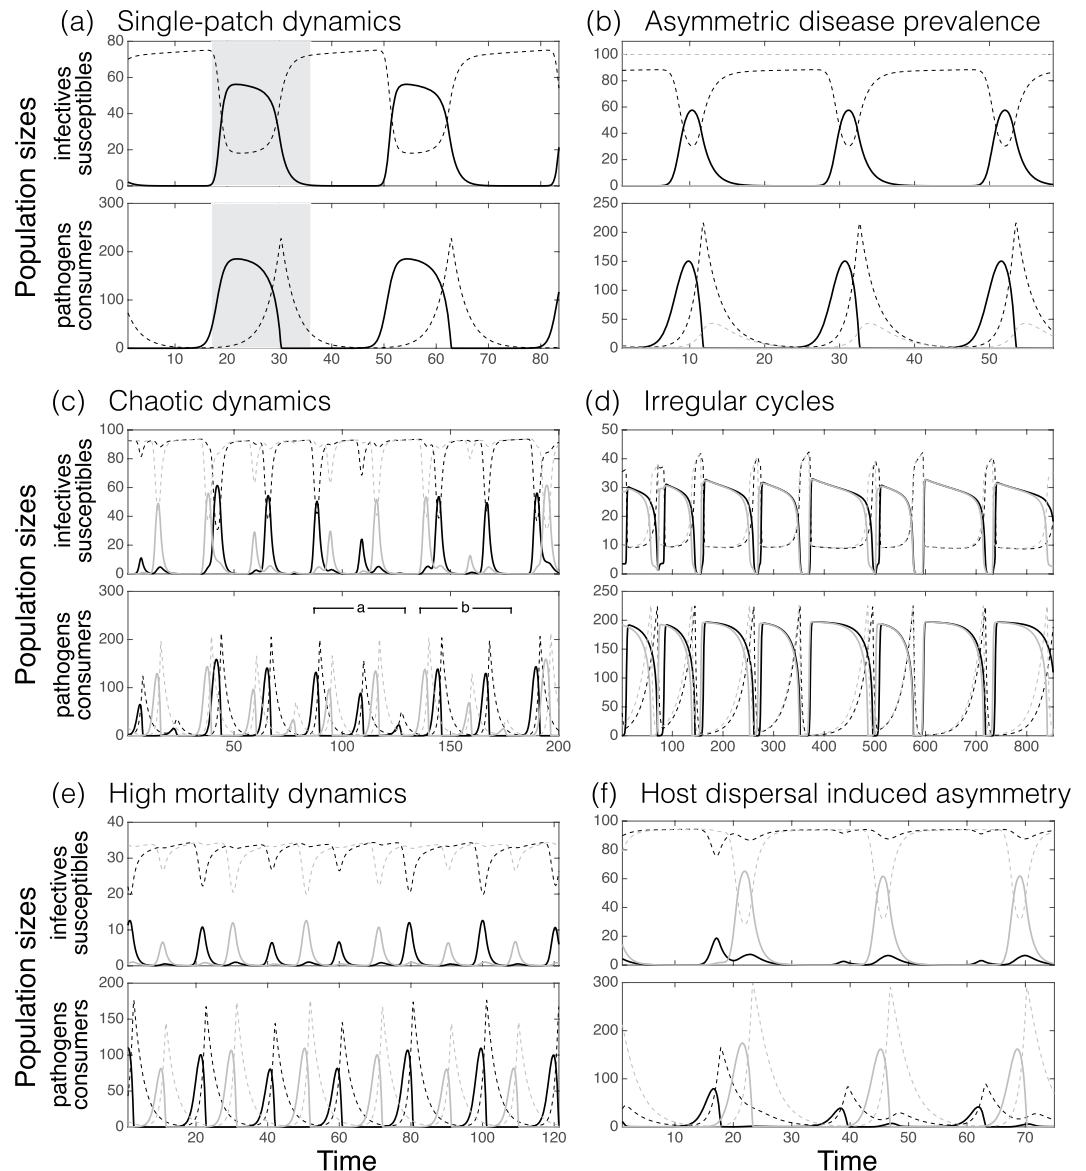 (a) Single-patch dynamics
(b) Asymmetric disease prevalence
Population sizes
infectives
susceptibles
80
60
40
20
0
100
80
60
40
20
0
pathogens
consumers
300
200
100
0
10 20 30 40 50 60 70 80
250
200
150
100
50
0
10 20 30 40 50
(c) Chaotic dynamics
(d) Irregular cycles
Population sizes
infectives
susceptibles
100
80
60
40
20
0
50
40
30
20
10
0
pathogens
consumers
300
200
100
0
a
b
50 100 150 200
250
200
150
100
50
0
100 200 300 400 500 600 700 800
(e) High mortality dynamics
(f) Host dispersal induced asymmetry
Population sizes
infectives
susceptibles
40
30
20
10
0
100
80
60
40
20
0
pathogens
consumers
200
150
100
50
0
20 40 60 80 100 120
300
200
100
0
10 20 30 40 50 60 70
Time
Time